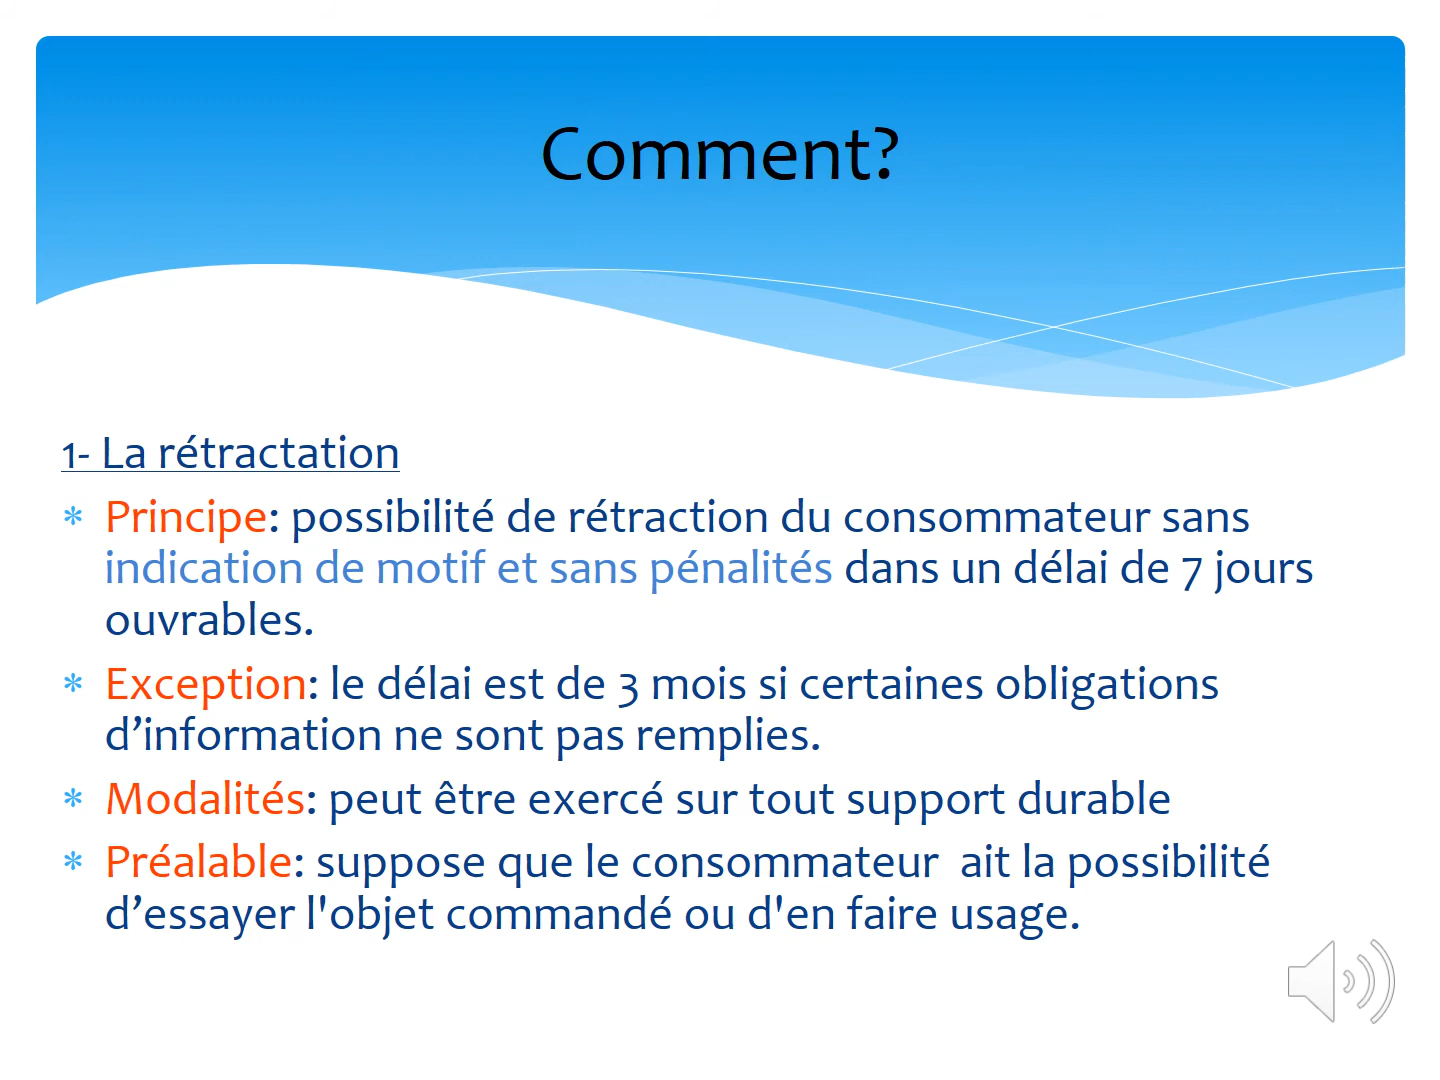 Comment?
1- La rétractation
* Principe: possibilité de rétraction du consommateur sans
indication de motif et sans pénalités dans un délai de 7 jours
ouvrables.
* Exception: le délai est de 3 mois si certaines obligations
d’information ne sont pas remplies.
* Modalités: peut être exercé sur tout support durable
* Préalable: suppose que le consommateur  ait la possibilité
d’essayer l'objet commandé ou d'en faire usage.